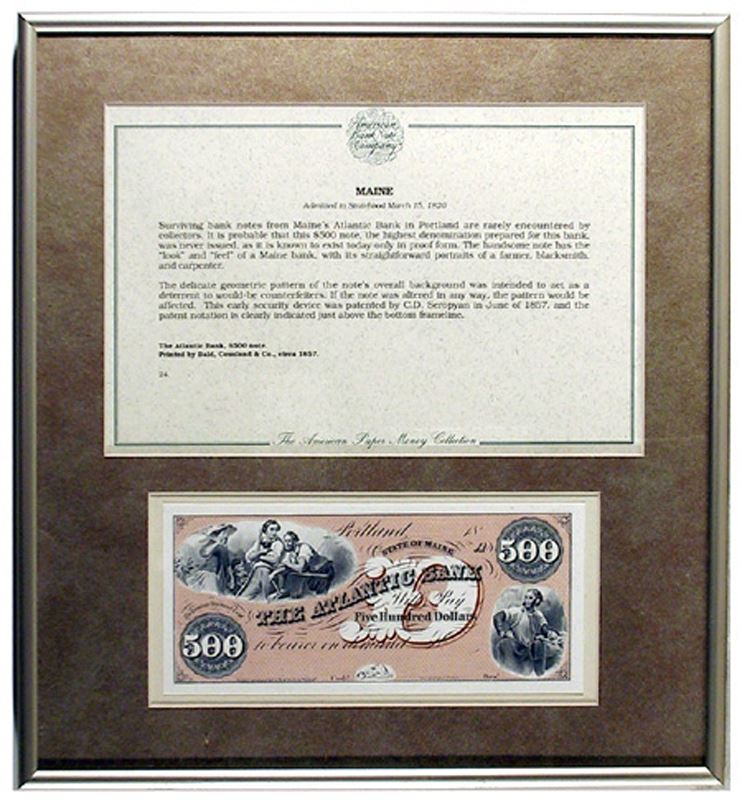 American
Bank Note
Company
MAINE
Admitted to Statehood March 15, 1820
Surviving bank notes from Maine's Atlantic Bank in Portland are rarely encountered by
collectors. It is probable that this $500 note, the highest denomination prepared for this bank,
was never issued, as it is known to exist today only in proof form. The handsome note has the
"look" and "feel" of a Maine bank, with its straightforward portraits of a farmer, blacksmith,
and carpenter.
The delicate geometric pattern of the note's overall background was intended to act as a
deterrent to would-be counterfeiters. If the note was altered in any way, the pattern would be
affected. This early security device was patented by C.D. Seropyan in June of 1857, and the
patent notation is clearly indicated just above the bottom frameline.
The Atlantic Bank, $500 note.
Printed by Bald, Cousland & Co., circa 1857.
24
The American Paper Money Collection
Portland 18
STATE OF MAINE
500
THE ATLANTIC BANK
Will Pay
Five Hundred Dollars
500
to bearer on demand
Cash.